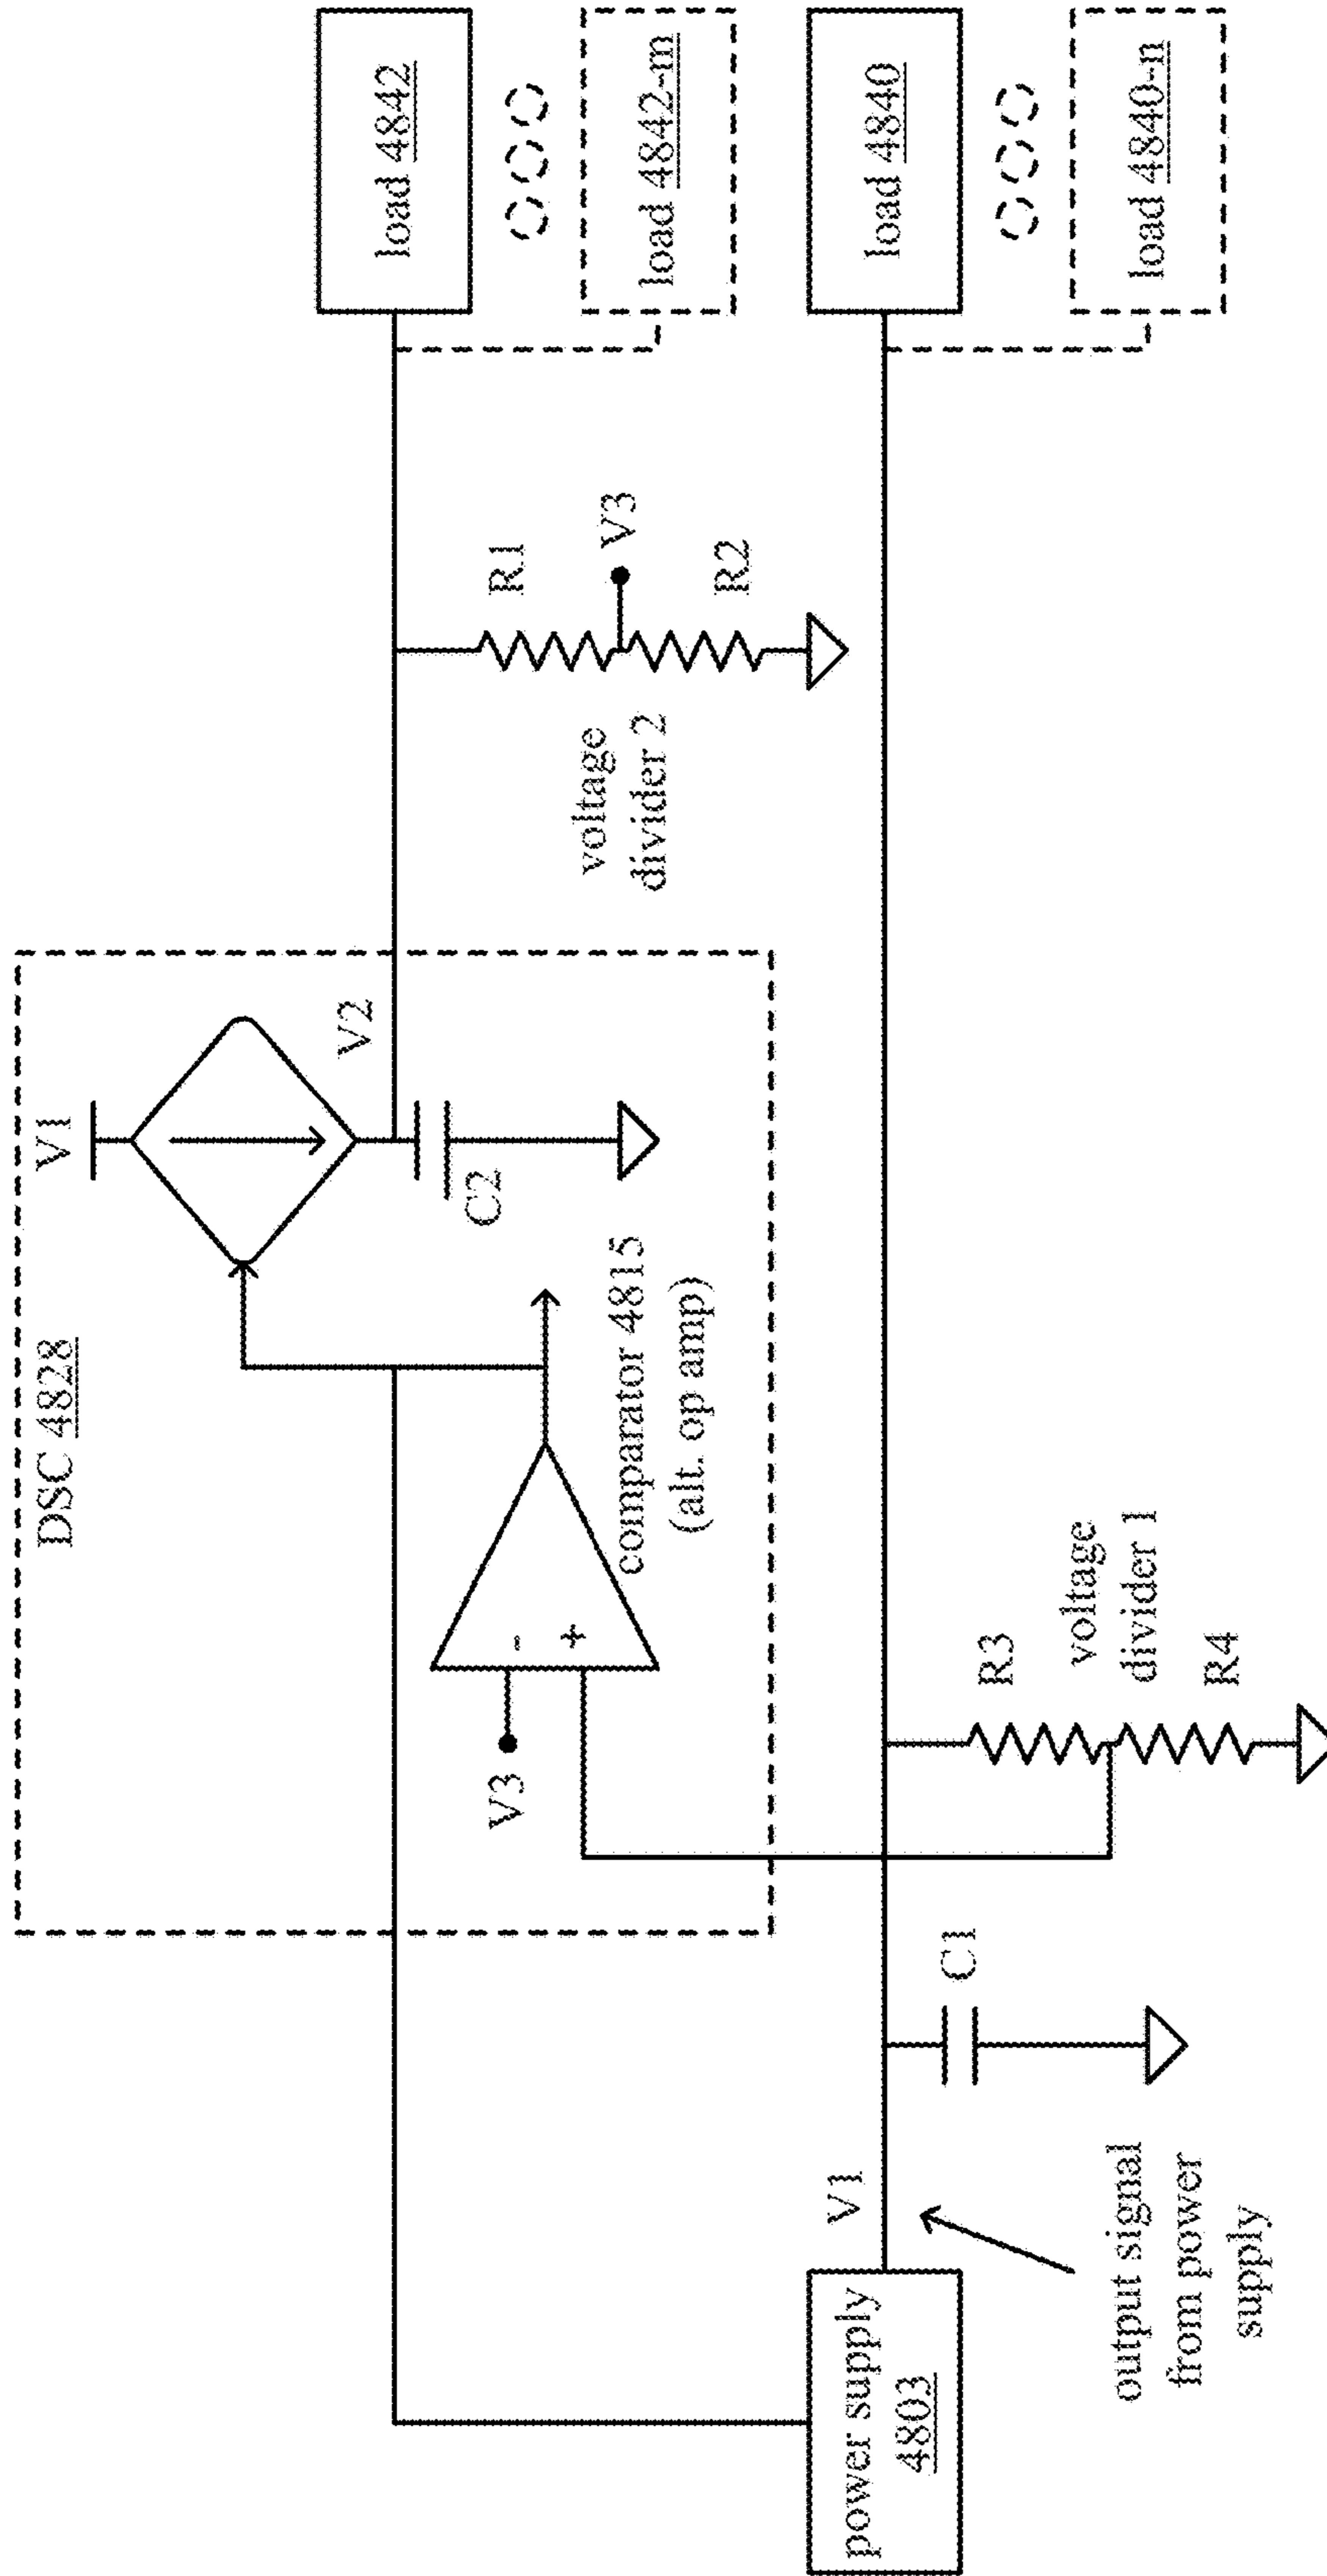 DSC 4828
V1
V2
C2
V3
-
+
comparator 4815
(alt. op amp)
load 4842
load 4842-m
R1
V3
R2
voltage
divider 2
power supply
4803
V1
output signal
from power
supply
C1
R3
voltage
divider 1
R4
load 4840
load 4840-n